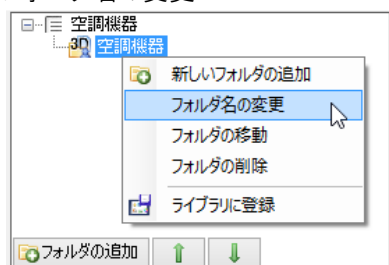 空調機器
3D 空調機器
新しいフォルダの追加
フォルダ名の変更
フォルダの移動
フォルダの削除
ライブラリに登録
フォルダの追加